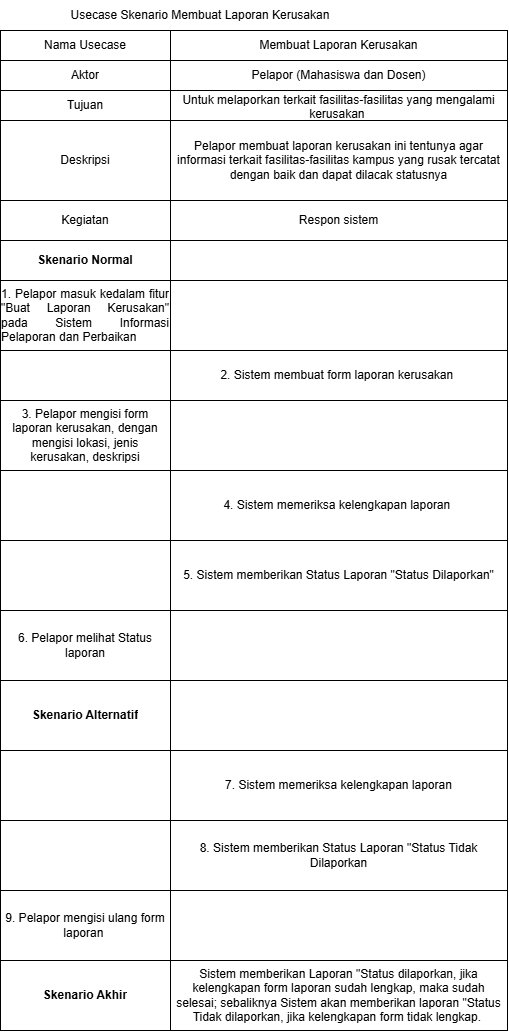 Usecase Skenario Membuat Laporan Kerusakan
Nama Usecase
Membuat Laporan Kerusakan
Aktor
Pelapor (Mahasiswa dan Dosen)
Tujuan
Untuk melaporkan terkait fasilitas-fasilitas yang mengalami
kerusakan
Deskripsi
Pelapor membuat laporan kerusakan ini tentunya agar
informasi terkait fasilitas-fasilitas kampus yang rusak tercatat
dengan baik dan dapat dilacak statusnya
Kegiatan
Respon sistem
Skenario Normal
1. Pelapor masuk kedalam fitur
"Buat Laporan Kerusakan"
pada Sistem Informasi
Pelaporan dan Perbaikan
2. Sistem membuat form laporan kerusakan
3. Pelapor mengisi form
laporan kerusakan, dengan
mengisi lokasi, jenis
kerusakan, deskripsi
4. Sistem memeriksa kelengkapan laporan
5. Sistem memberikan Status Laporan "Status Dilaporkan"
6. Pelapor melihat Status
laporan
Skenario Alternatif
7. Sistem memeriksa kelengkapan laporan
8. Sistem memberikan Status Laporan "Status Tidak
Dilaporkan
9. Pelapor mengisi ulang form
laporan
Skenario Akhir
Sistem memberikan Laporan "Status dilaporkan, jika
kelengkapan form laporan sudah lengkap, maka sudah
selesai; sebaliknya Sistem akan memberikan laporan "Status
Tidak dilaporkan, jika kelengkapan form tidak lengkap.